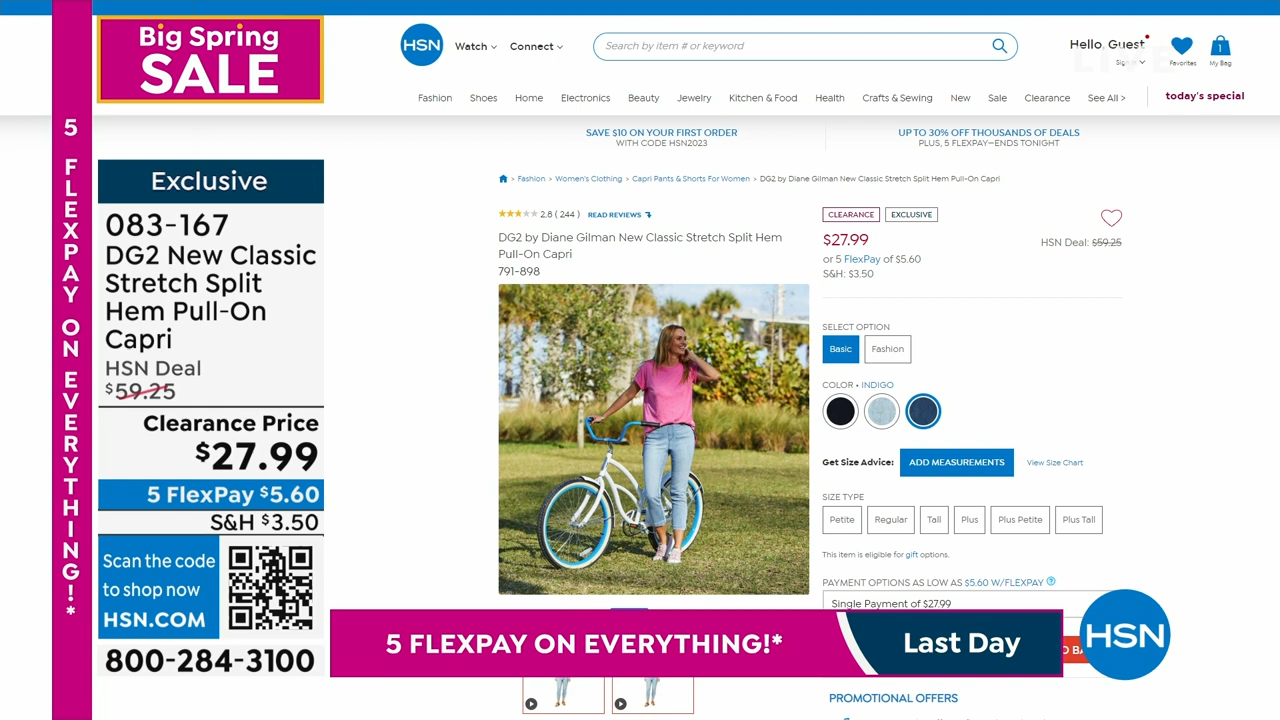 Big Spring
SALE
5 FLEXPAY ON EVERYTHING!*
Exclusive
083-167
DG2 New Classic
Stretch Split
Hem Pull-On
Capri
HSN Deal
$59.25
Clearance Price
$27.99
5 FlexPay $5.60
S&H $3.50
Scan the code
to shop now
HSN.COM
800-284-3100
HSN
Watch
Connect
Search by item # or keyword
Hello, Guest
Sign In
LIVE
Favorites
1
My Bag
Fashion Shoes Home Electronics Beauty Jewelry Kitchen & Food Health Crafts & Sewing New Sale Clearance See All > today's special
SAVE $10 ON YOUR FIRST ORDER
WITH CODE HSN2023
UP TO 30% OFF THOUSANDS OF DEALS
PLUS, 5 FLEXPAY—ENDS TONIGHT
> Fashion > Women's Clothing > Capri Pants & Shorts For Women > DG2 by Diane Gilman New Classic Stretch Split Hem Pull-On Capri
2.8 ( 244 ) READ REVIEWS
DG2 by Diane Gilman New Classic Stretch Split Hem
Pull-On Capri
791-898
CLEARANCE EXCLUSIVE
$27.99
HSN Deal: $59.25
or 5 FlexPay of $5.60
S&H: $3.50
SELECT OPTION
Basic Fashion
COLOR • INDIGO
Get Size Advice: ADD MEASUREMENTS View Size Chart
SIZE TYPE
Petite Regular Tall Plus Plus Petite Plus Tall
This item is eligible for gift options.
PAYMENT OPTIONS AS LOW AS $5.60 W/FLEXPAY
Single Payment of $27.99
5 FLEXPAY ON EVERYTHING!*
Last Day
HSN
PROMOTIONAL OFFERS